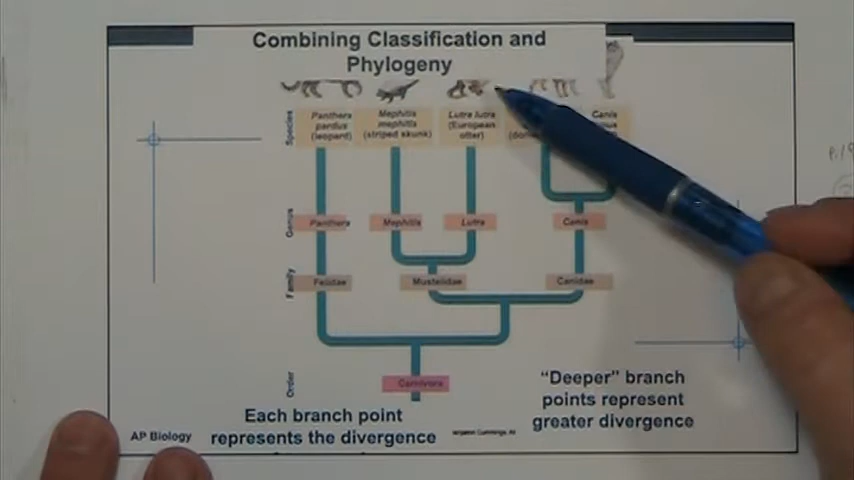 Combining Classification and
Phylogeny
Species
Panthera
pardus
(leopard)
Mephitis
mephitis
(striped skunk)
Lutra lutra
(European
otter)
Canis
Genus
Panthera
Mephitis
Lutra
Canis
Family
Felidae
Mustelidae
Canidae
Order
Carnivora
"Deeper" branch
points represent
greater divergence
Each branch point
represents the divergence
AP Biology